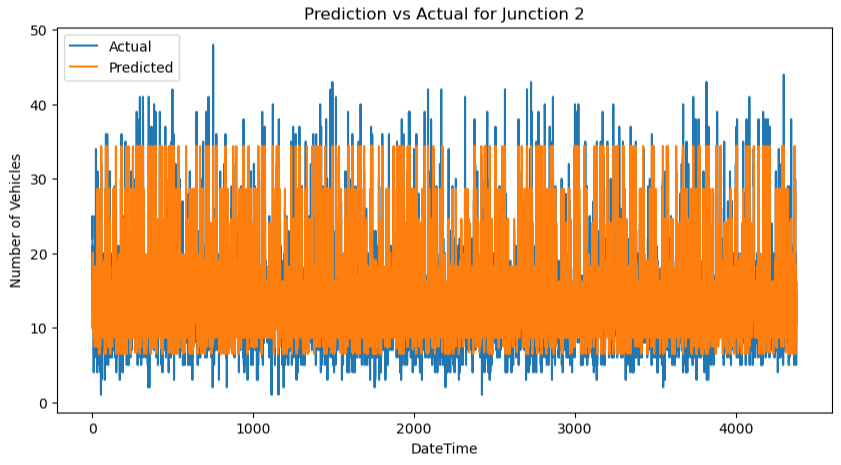 Prediction vs Actual for Junction 2
Actual
Predicted
50
40
30
20
10
0
Number of Vehicles
0 1000 2000 3000 4000
DateTime